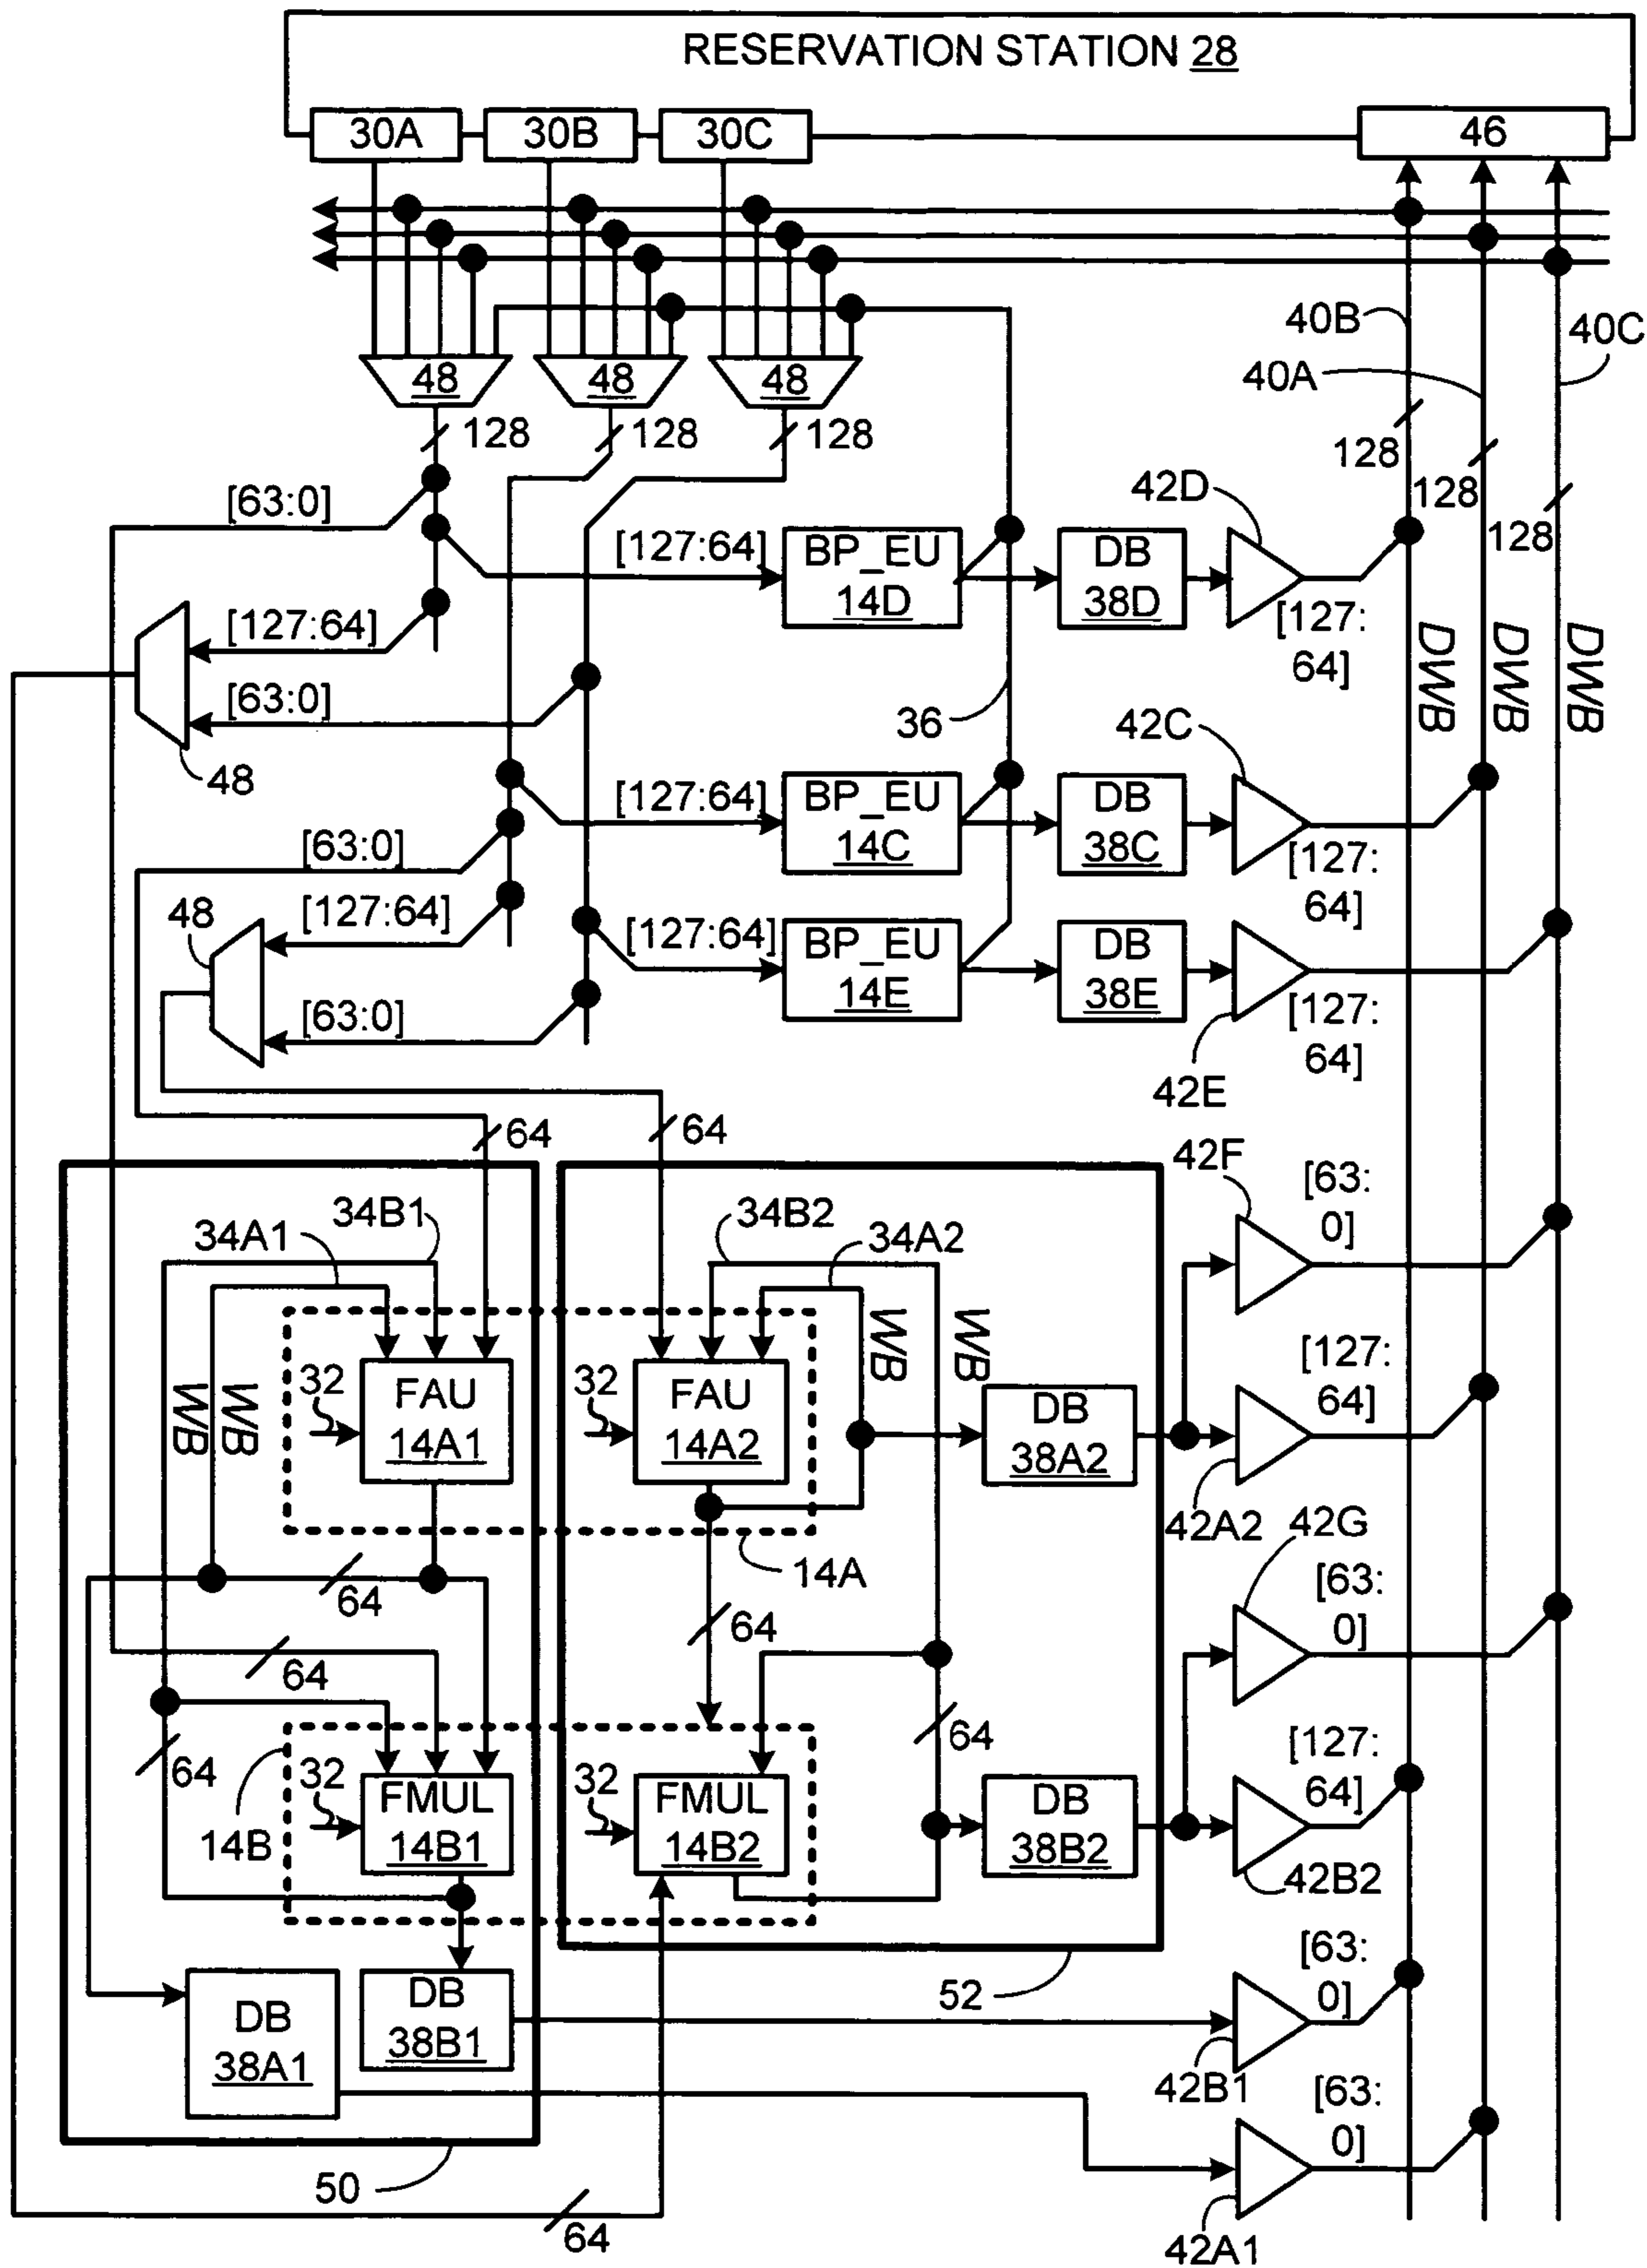 RESERVATION STATION 28
30A
30B
30C
46
40B
40C
40A
48
48
48
128
128
128
128
128
128
[63:0]
[127:64]
[127:64]
[63:0]
48
BP_EU
14D
DB
38D
42D
[127:
64]
DWB
DWB
DWB
36
[127:64]
BP_EU
14C
DB
38C
42C
[127:
64]
[63:0]
[127:64]
48
[63:0]
[127:64]
BP_EU
14E
DB
38E
42E
[127:
64]
64
64
42F
[63:
0]
34A1
34B1
34B2
34A2
WB
WB
WB
WB
32
FAU
14A1
32
FAU
14A2
DB
38A2
[127:
64]
42A2
14A
64
64
64
64
64
42G
[63:
0]
14B
32
FMUL
14B1
32
FMUL
14B2
DB
38B2
[127:
64]
42B2
DB
38A1
DB
38B1
52
[63:
0]
42B1
50
64
[63:
0]
42A1